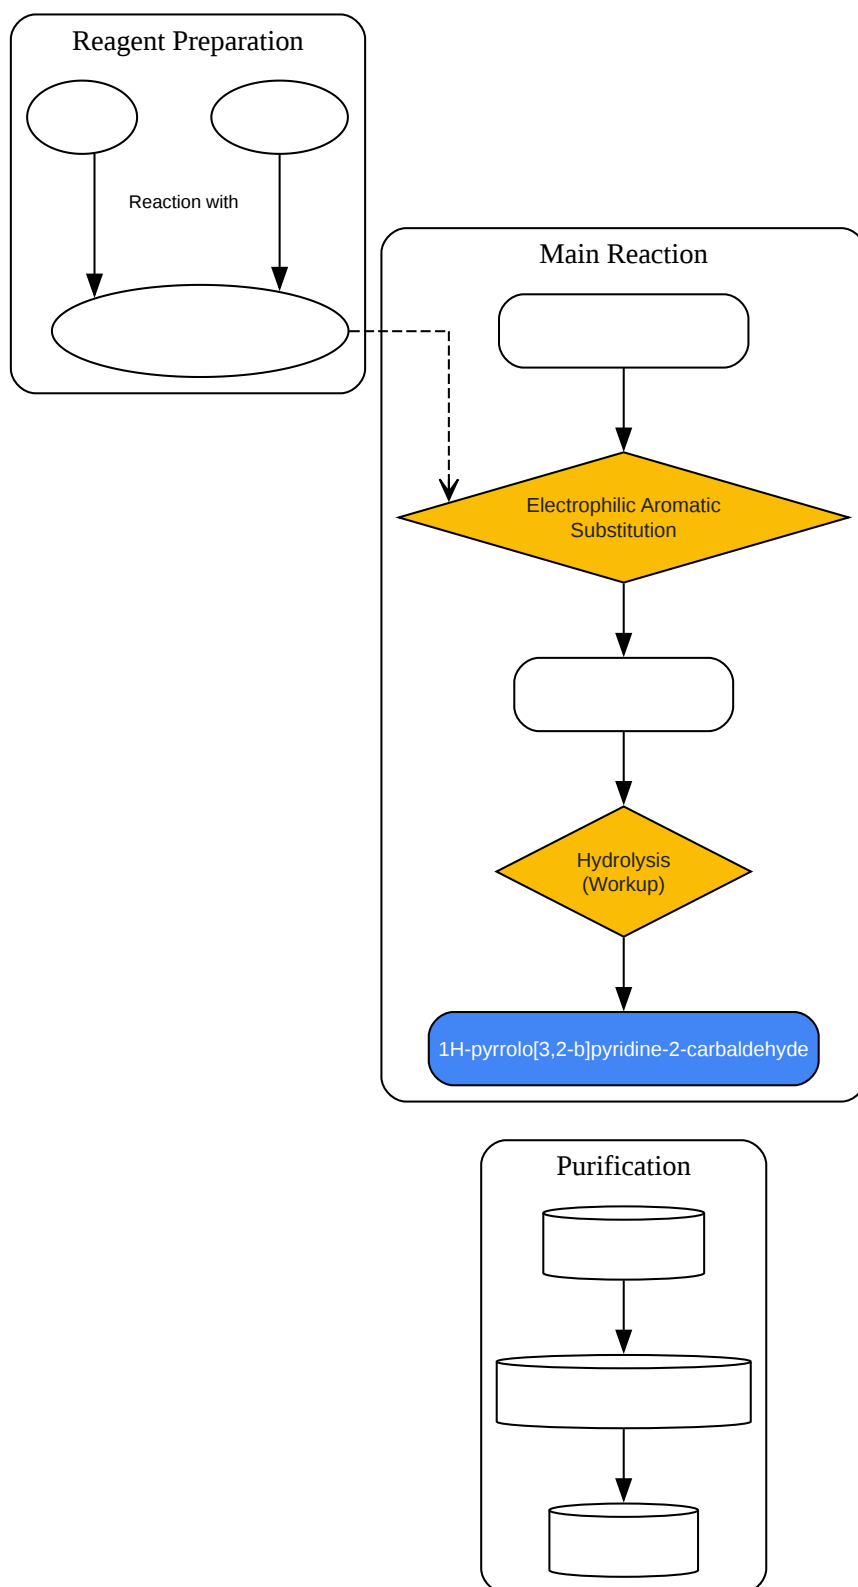 Reagent Preparation
Reaction with
Main Reaction
Electrophilic Aromatic
Substitution
Hydrolysis
(Workup)
1H-pyrrolo[3,2-b]pyridine-2-carbaldehyde
Purification